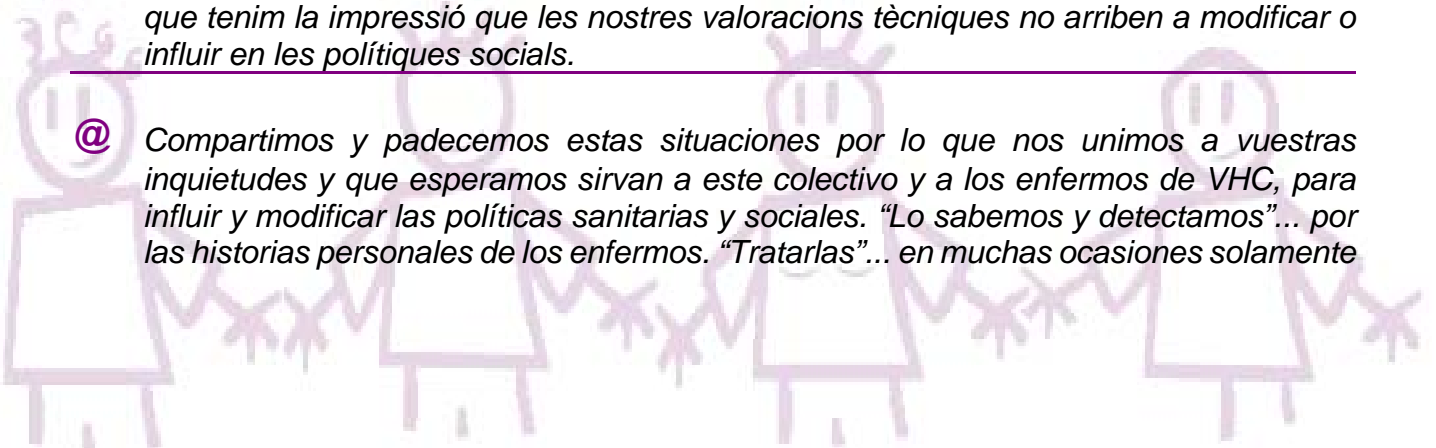 que tenim la impressió que les nostres valoracions tècniques no arriben a modificar o
influir en les polítiques socials.
@ Compartimos y padecemos estas situaciones por lo que nos unimos a vuestras
inquietudes y que esperamos sirvan a este colectivo y a los enfermos de VHC, para
influir y modificar las políticas sanitarias y sociales. “Lo sabemos y detectamos”... por
las historias personales de los enfermos. “Tratarlas”... en muchas ocasiones solamente